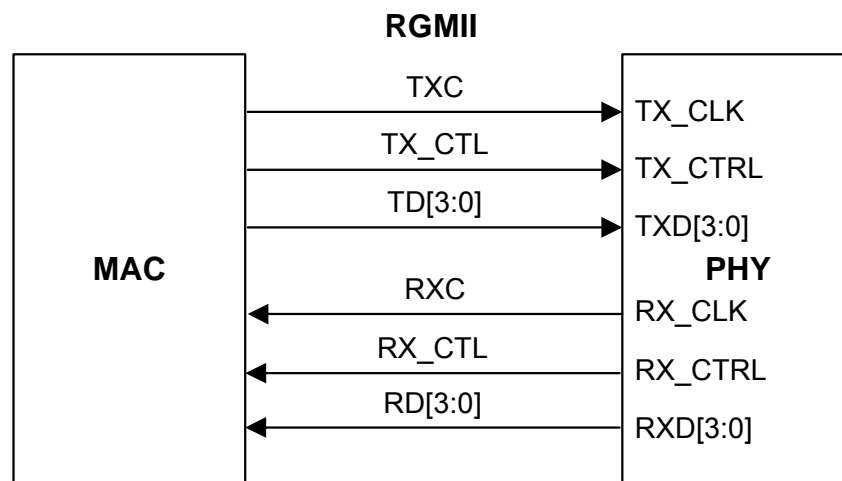 RGMII
TXC
TX_CLK
TX_CTL
TX_CTRL
TD[3:0]
TXD[3:0]
MAC
PHY
RXC
RX_CLK
RX_CTL
RX_CTRL
RD[3:0]
RXD[3:0]